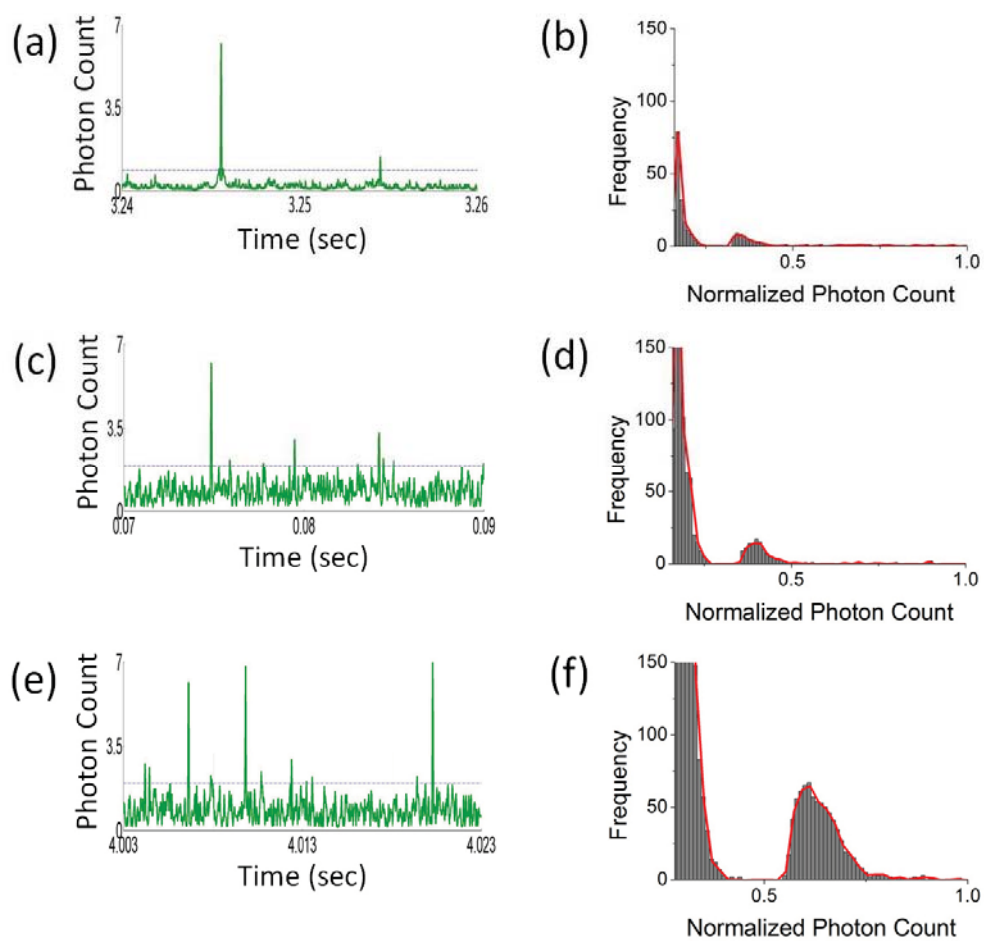 (a)
Photon Count
7
3.5
0
3.24
3.25
3.26
Time (sec)
(b)
Frequency
150
100
50
0
0.5
1.0
Normalized Photon Count
(c)
Photon Count
7
3.5
0
0.07
0.08
0.09
Time (sec)
(d)
Frequency
150
100
50
0
0.5
1.0
Normalized Photon Count
(e)
Photon Count
7
3.5
0
4.003
4.013
4.023
Time (sec)
(f)
Frequency
150
100
50
0
0.5
1.0
Normalized Photon Count